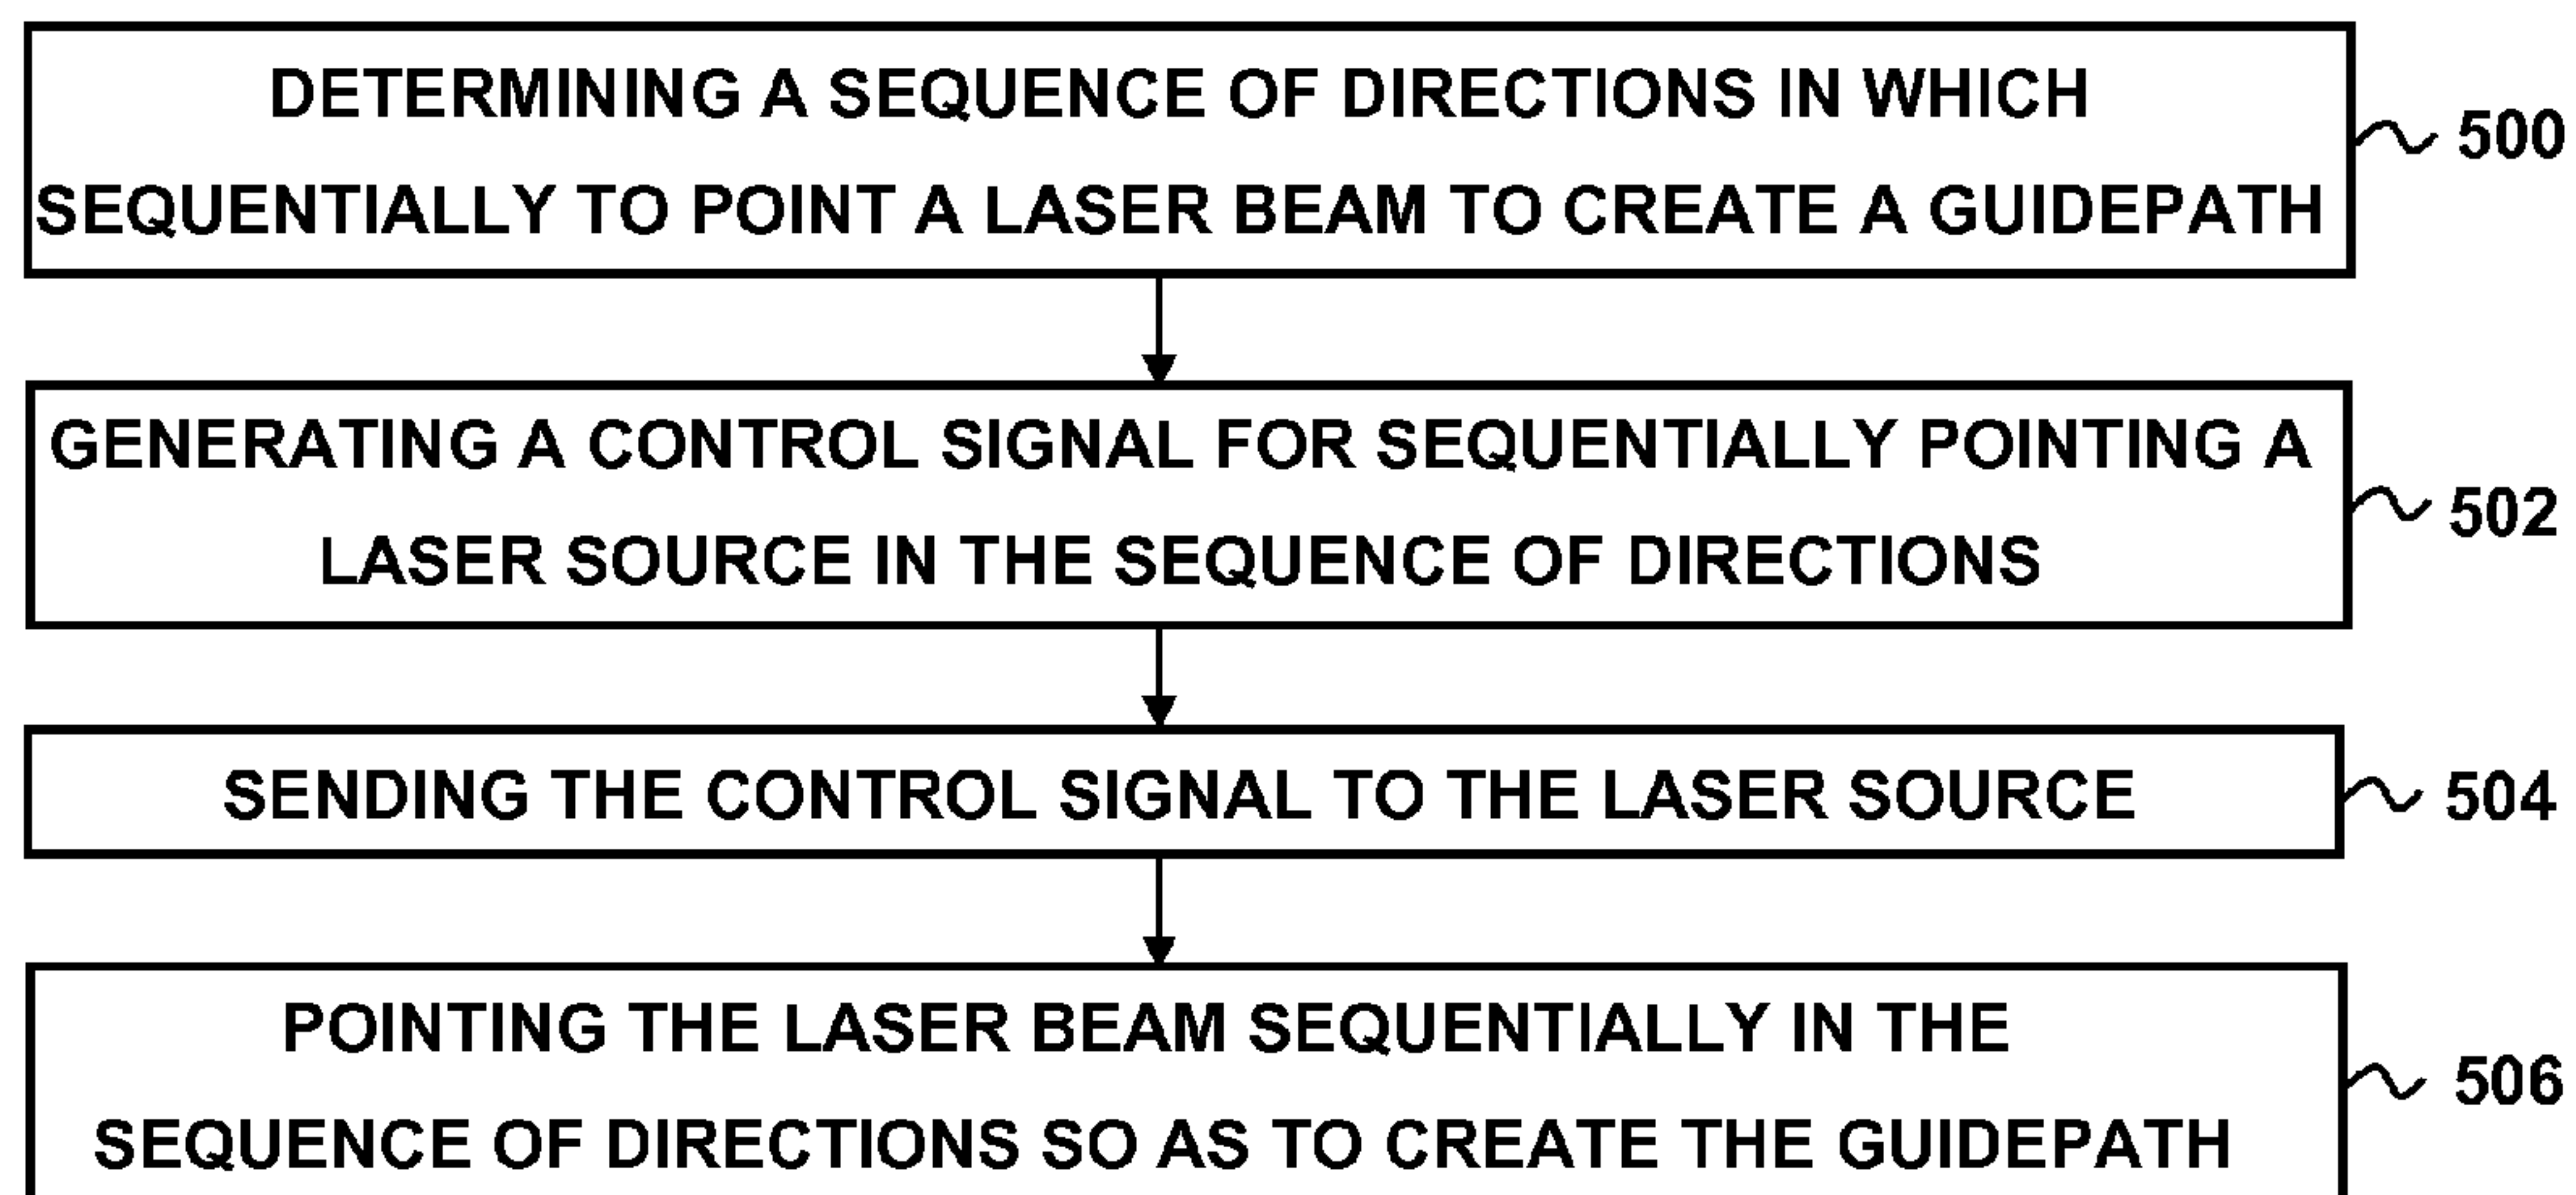 DETERMINING A SEQUENCE OF DIRECTIONS IN WHICH
SEQUENTIALLY TO POINT A LASER BEAM TO CREATE A GUIDEPATH
500
GENERATING A CONTROL SIGNAL FOR SEQUENTIALLY POINTING A
LASER SOURCE IN THE SEQUENCE OF DIRECTIONS
502
SENDING THE CONTROL SIGNAL TO THE LASER SOURCE
504
POINTING THE LASER BEAM SEQUENTIALLY IN THE
SEQUENCE OF DIRECTIONS SO AS TO CREATE THE GUIDEPATH
506